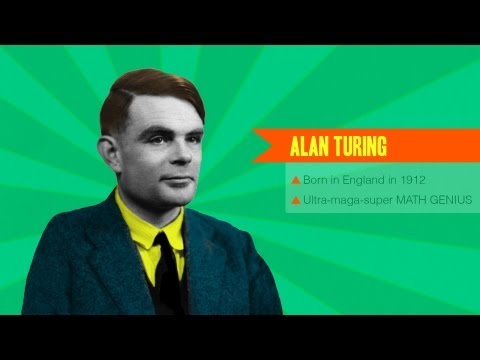 ALAN TURING
Born in England in 1912
Ultra-maga-super MATH GENIUS